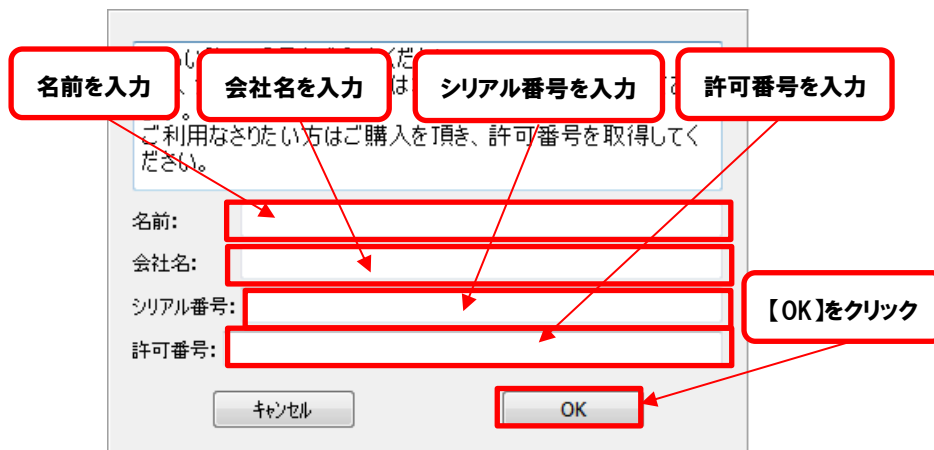 名前を入力
会社名を入力
シリアル番号を入力
許可番号を入力
ご利用なさりたい方はご購入を頂き、許可番号を取得してく
ださい。
名前:
会社名:
シリアル番号:
許可番号:
【OK】をクリック
キャンセル
OK